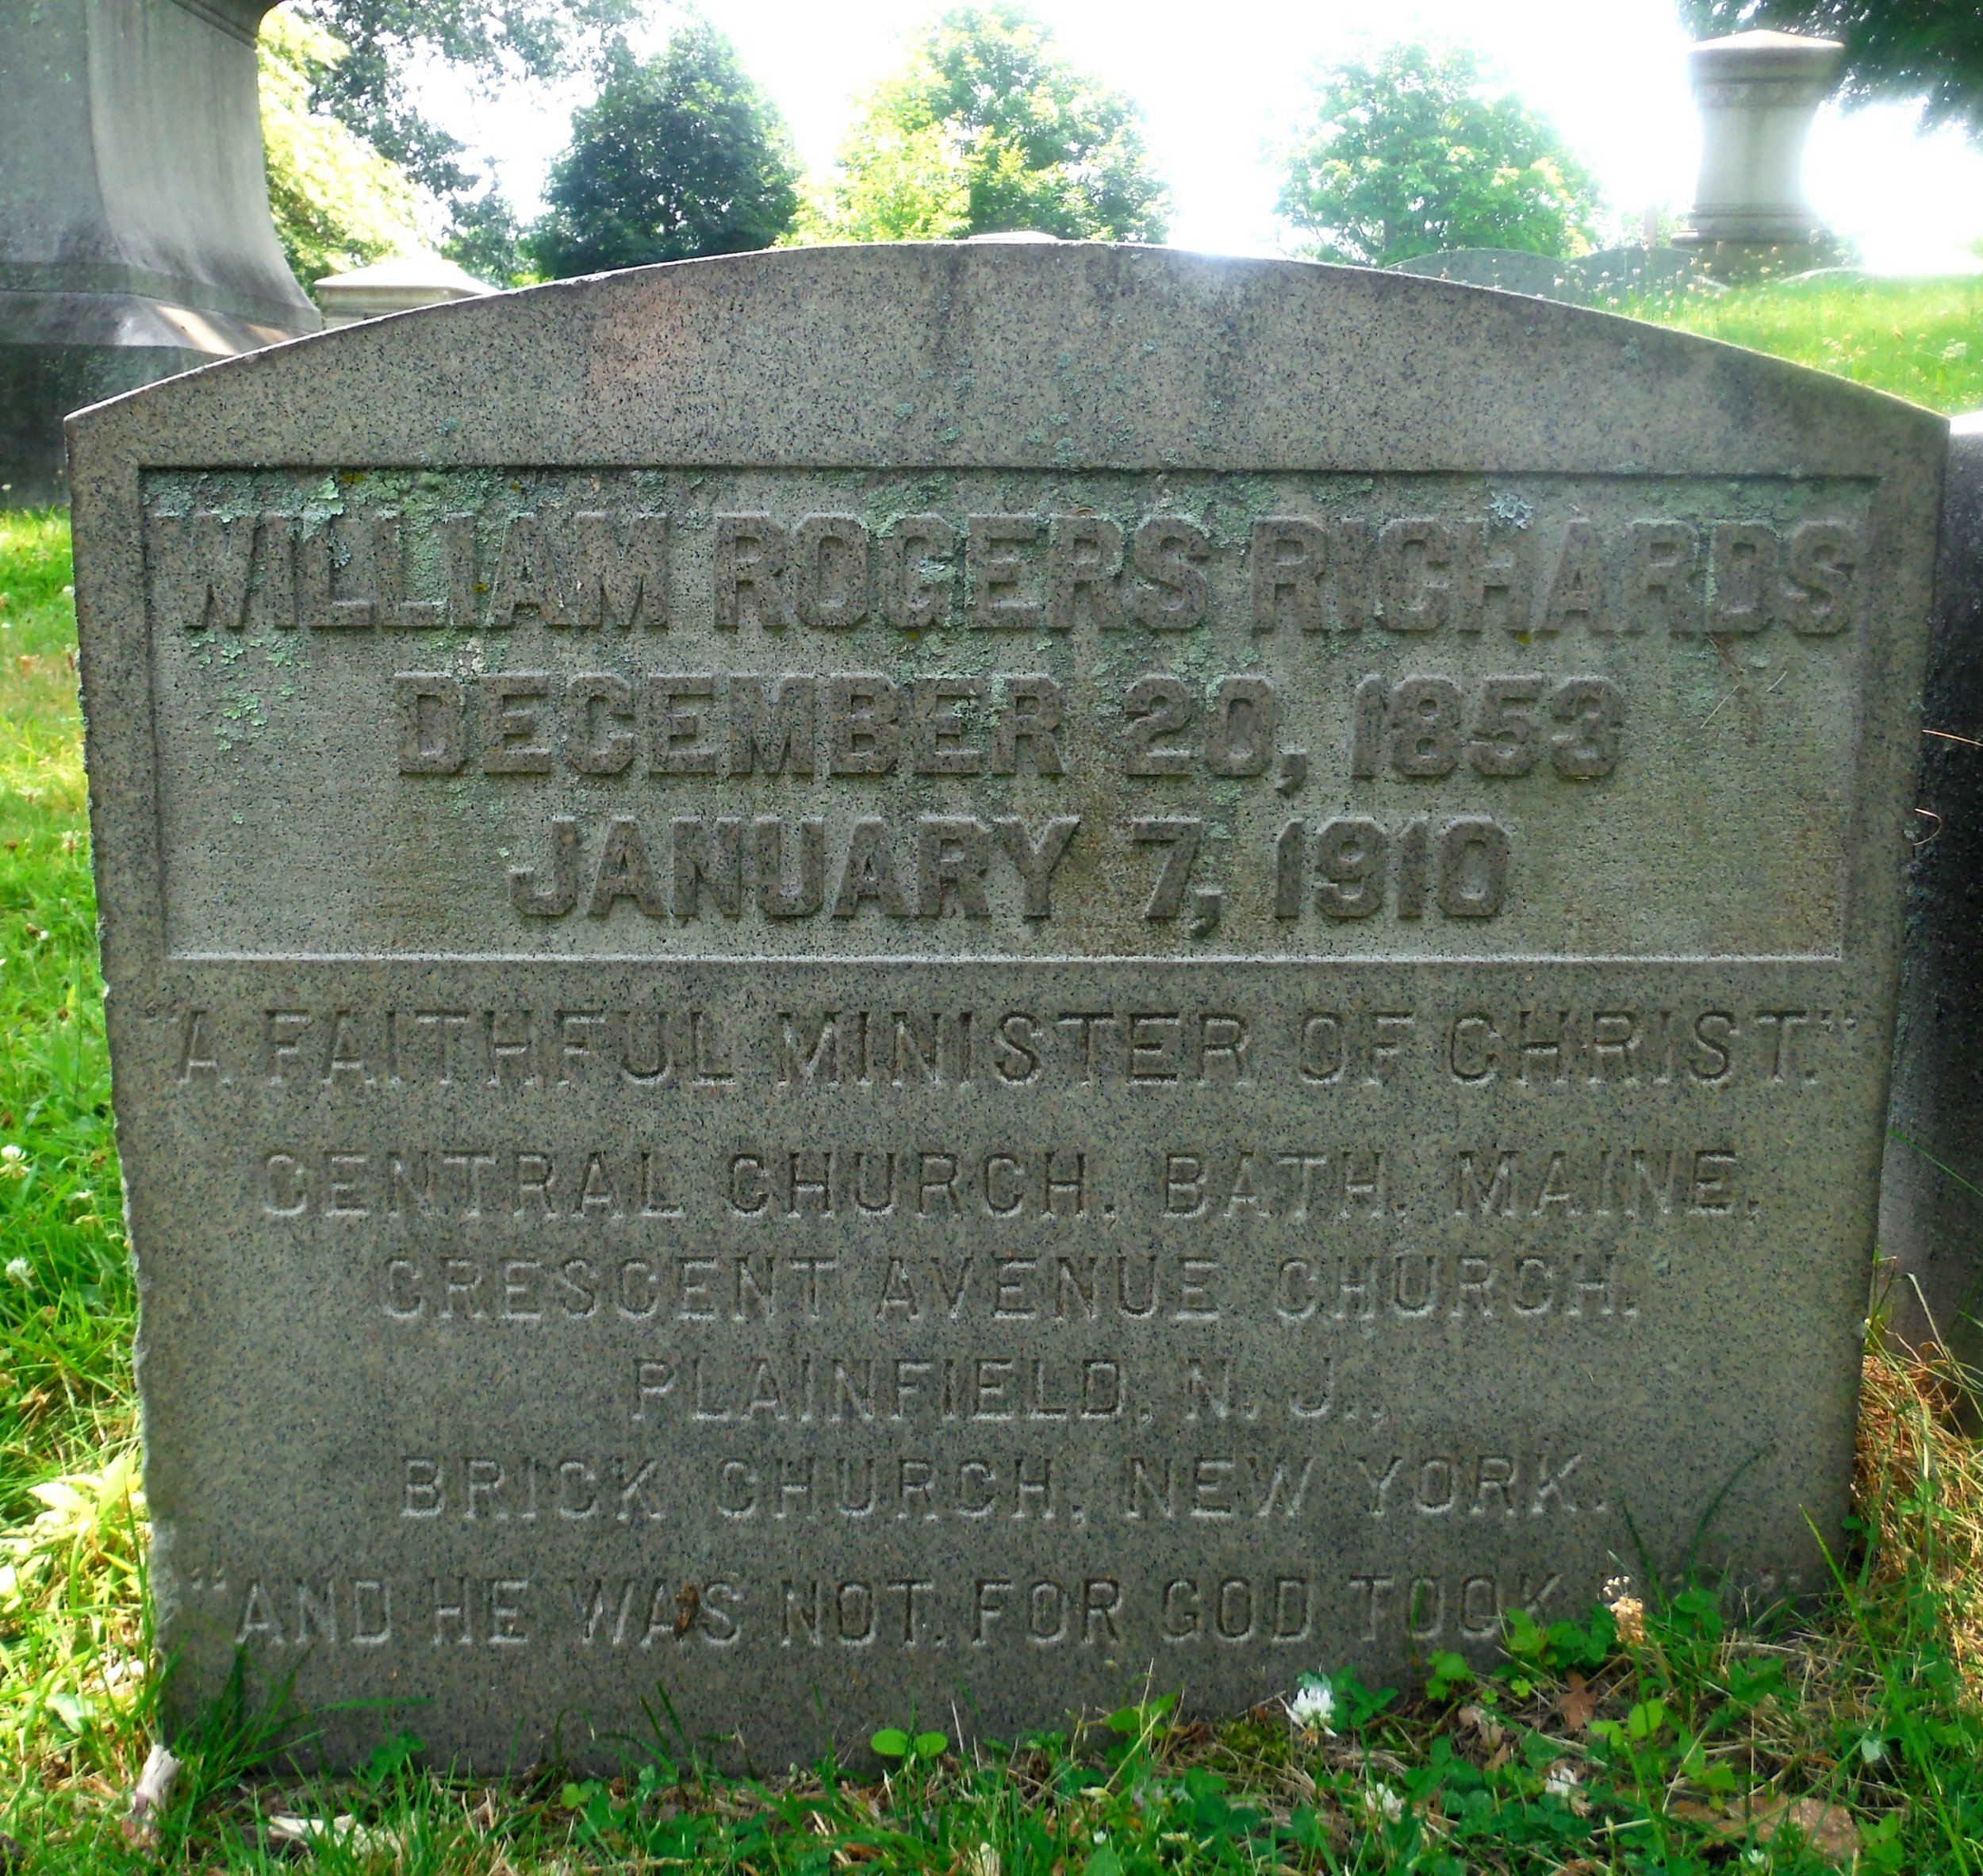 WILLIAM ROGERS RICHARDS
DECEMBER 20, 1853
JANUARY 7, 1910
"A FAITHFUL MINISTER OF CHRIST."
CENTRAL CHURCH, BATH, MAINE,
CRESCENT AVENUE CHURCH,
PLAINFIELD, N. J.,
BRICK CHURCH, NEW YORK.
"AND HE WAS NOT, FOR GOD TOOK